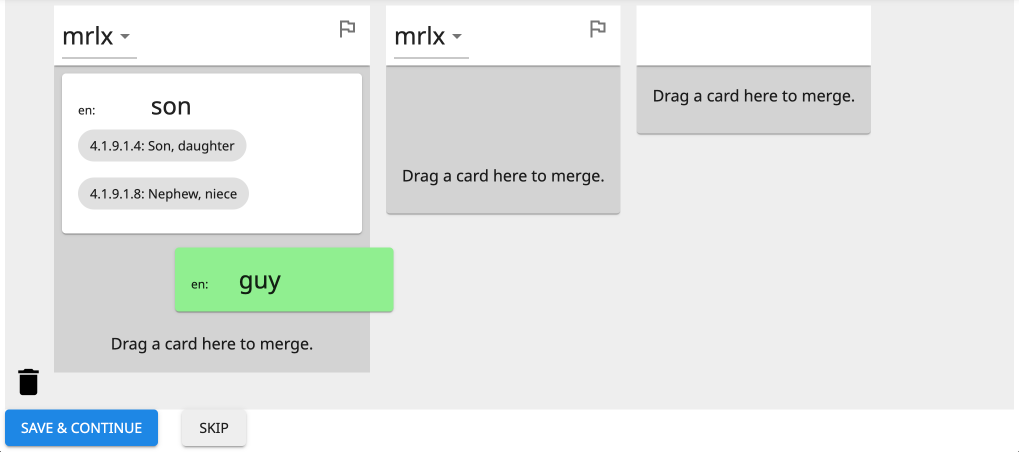 mrlx
en: son
4.1.9.1.4: Son, daughter
4.1.9.1.8: Nephew, niece
en: guy
Drag a card here to merge.
mrlx
Drag a card here to merge.
Drag a card here to merge.
SAVE & CONTINUE
SKIP